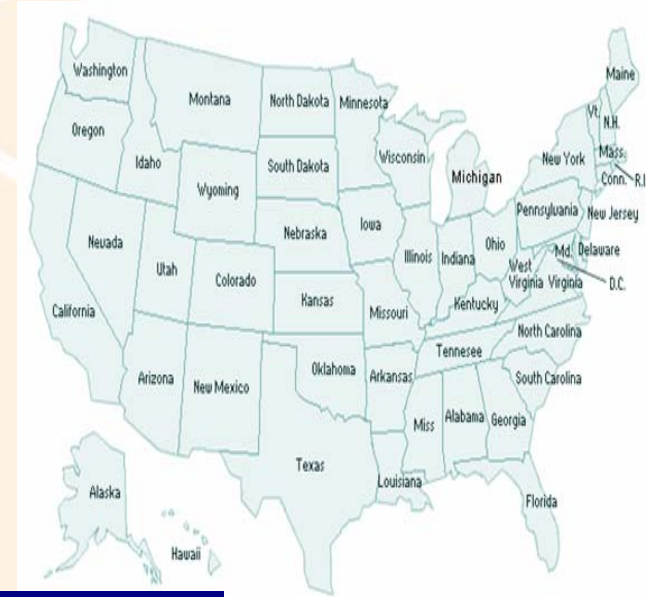 Washington
Montana
North Dakota
Minnesota
Maine
Oregon
Idaho
Wyoming
South Dakota
Wisconsin
Michigan
Vt.
N.H.
New York
Mass.
Conn.
R.I
Nevada
Utah
Colorado
Nebraska
Iowa
Illinois
Indiana
Ohio
Pennsylvania
New Jersey
Md.
Delaware
West
Virginia
Virginia
D.C.
California
Kansas
Missouri
Kentucky
North Carolina
Tennesee
South Carolina
Arizona
New Mexico
Oklahoma
Arkansas
Miss
Alabama
Georgia
Texas
Louisiana
Florida
Alaska
Hawaii